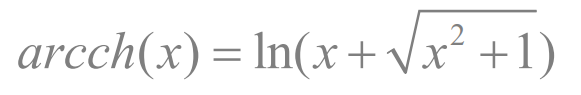 arcch(x) = ln(x + √(x² + 1))